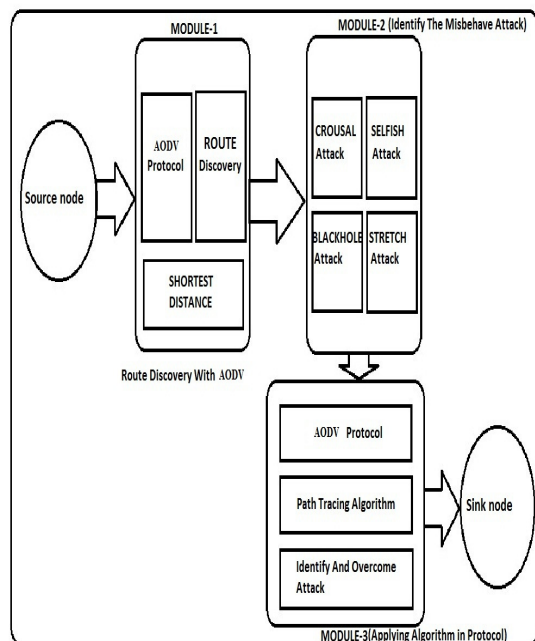 MODULE-1
MODULE-2 (Identify The Misbehave Attack)
Source node
AODV
Protocol
ROUTE
Discovery
SHORTEST
DISTANCE
Route Discovery With AODV
CROUSAL
Attack
SELFISH
Attack
BLACKHOLE
Attack
STRETCH
Attack
AODV Protocol
Path Tracing Algorithm
Identify And Overcome
Attack
Sink node
MODULE-3(Applying Algorithm in Protocol)